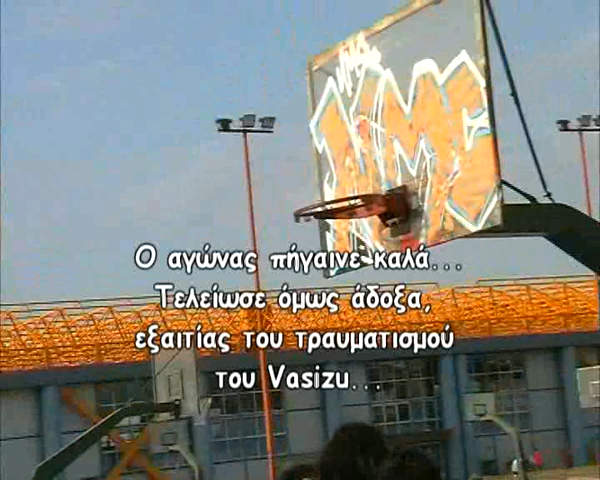 Ο αγώνας πήγαινε καλά...
Τελείωσε όμως άδοξα,
εξαιτίας του τραυματισμού
του Vasizu...